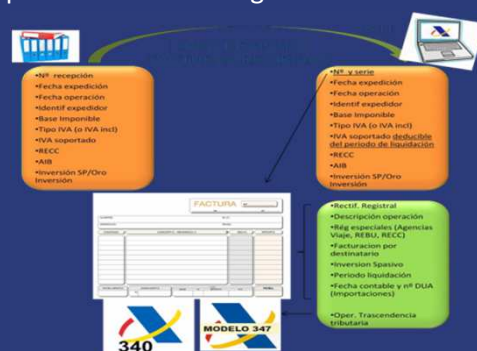 •Nº recepción
•Fecha expedición
•Fecha operación
•Identif expedidor
•Base Imponible
•Tipo IVA (o IVA incl)
•IVA soportado
•RECC
•AIB
•Inversión SP/Oro
Inversión
•Nº y serie
•Fecha expedición
•Fecha operación
•Identif expedidor
•Base Imponible
•Tipo IVA (o IVA incl)
•IVA soportado deducible
del periodo de liquidación
•RECC
•AIB
•Inversión SP/Oro
Inversión
FACTURA
•Rectif. Registral
•Descripción operación
•Rég especiales (Agencias
Viaje, REBU, RECC)
•Facturacion por
destinatario
•Inversion Spasivo
•Periodo liquidación
•Fecha contable y nº DUA
(Importaciones)
•Oper. Trascendencia
tributaria
340
MODELO 347